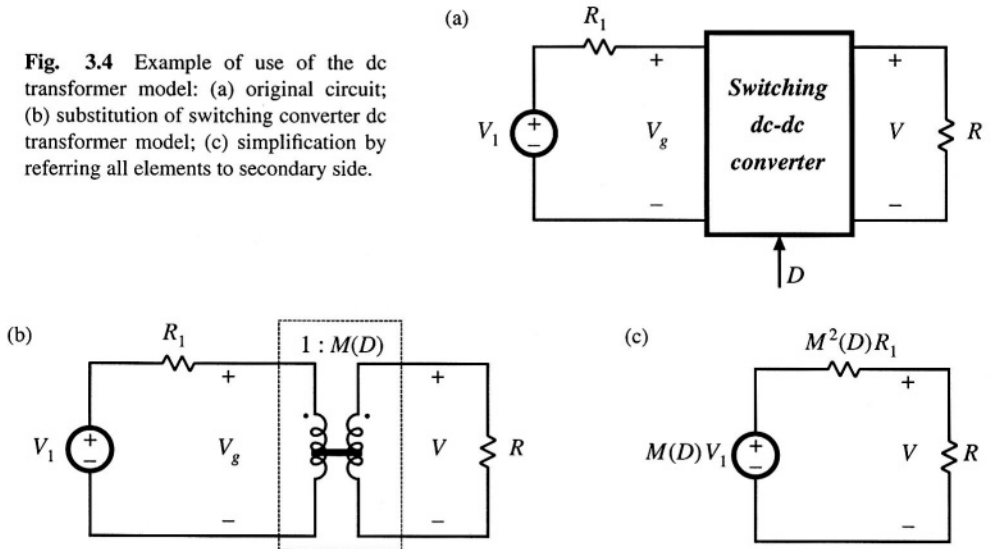 Fig. 3.4 Example of use of the dc
transformer model: (a) original circuit;
(b) substitution of switching converter dc
transformer model; (c) simplification by
referring all elements to secondary side.
(a)
R₁
+ +
V₁ + − V_g Switching dc-dc converter V R
− −
D
(b)
R₁
1 : M(D)
+ +
V₁ + − V_g V R
− −
(c)
M²(D)R₁
+
M(D)V₁ + − V R
−